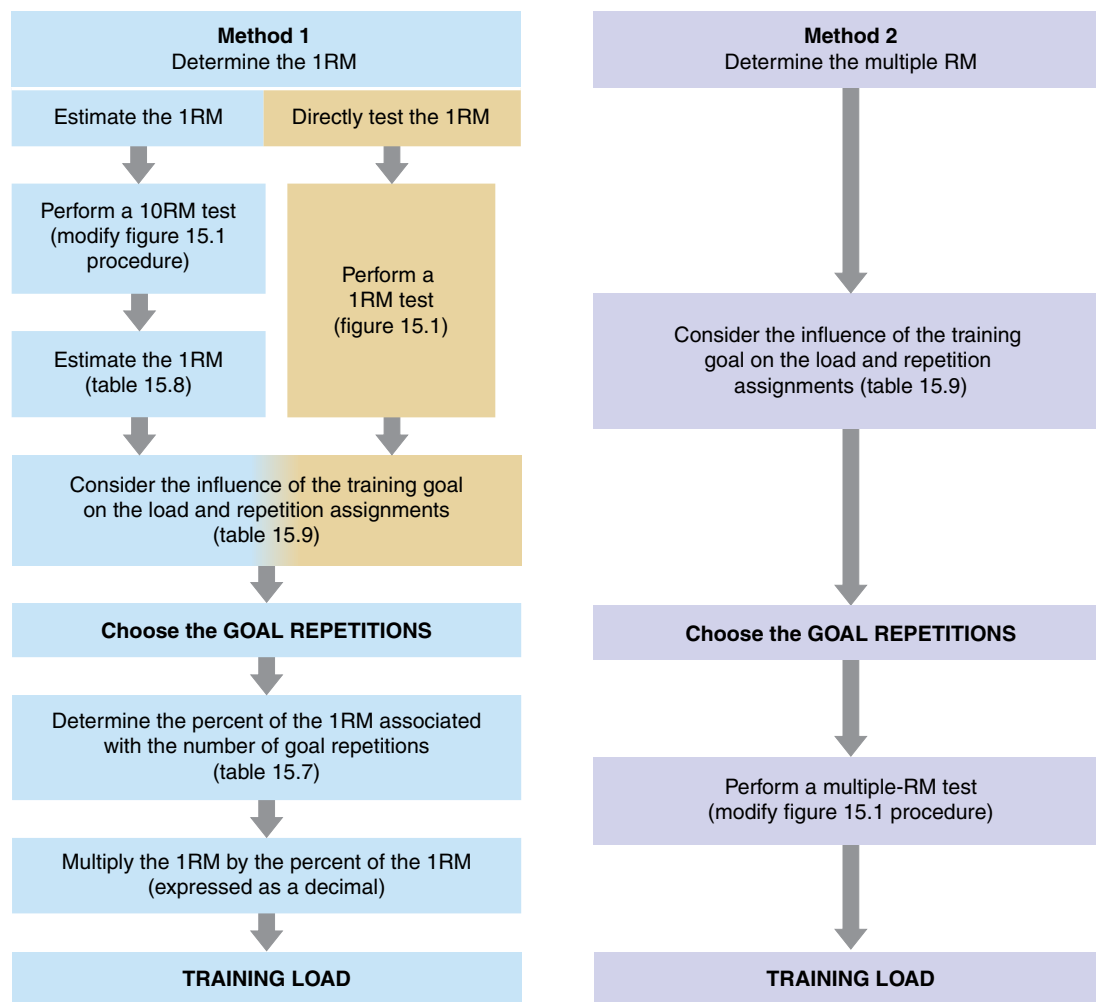 Method 1
Determine the 1RM
Estimate the 1RM
Directly test the 1RM
Perform a 10RM test
(modify figure 15.1
procedure)
Estimate the 1RM
(table 15.8)
Perform a
1RM test
(figure 15.1)
Consider the influence of the training goal
on the load and repetition assignments
(table 15.9)
Choose the GOAL REPETITIONS
Determine the percent of the 1RM associated
with the number of goal repetitions
(table 15.7)
Multiply the 1RM by the percent of the 1RM
(expressed as a decimal)
TRAINING LOAD
Method 2
Determine the multiple RM
Consider the influence of the training
goal on the load and repetition
assignments (table 15.9)
Choose the GOAL REPETITIONS
Perform a multiple-RM test
(modify figure 15.1 procedure)
TRAINING LOAD